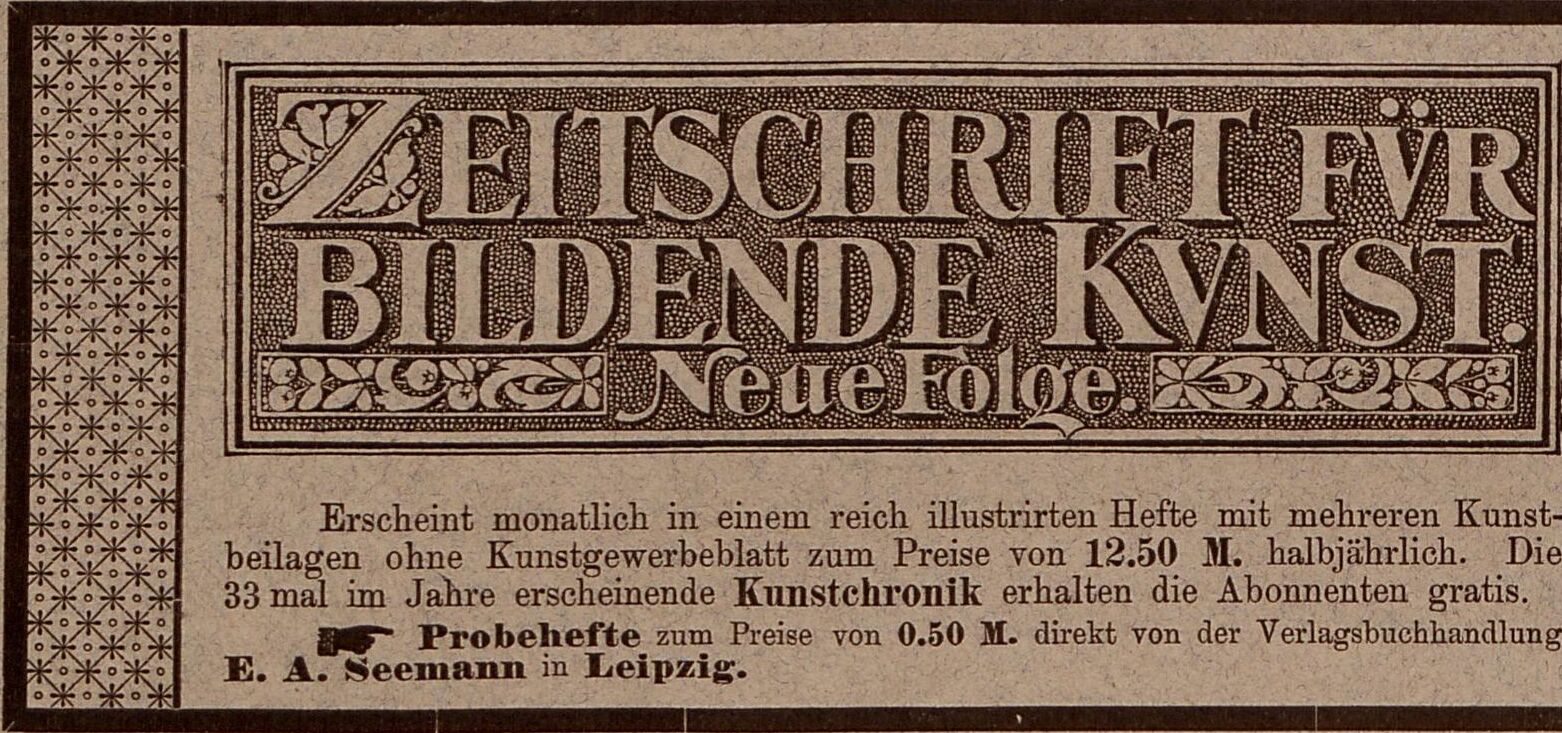 ZEITSCHRIFT FÜR
BILDENDE KVNST.
Neue Folge.
Erscheint monatlich in einem reich illustrirten Hefte mit mehreren Kunst-
beilagen ohne Kunstgewerbeblatt zum Preise von 12.50 M. halbjährlich. Die
33 mal im Jahre erscheinende Kunstchronik erhalten die Abonnenten gratis.
☛ Probehefte zum Preise von 0.50 M. direkt von der Verlagsbuchhandlung
E. A. Seemann in Leipzig.